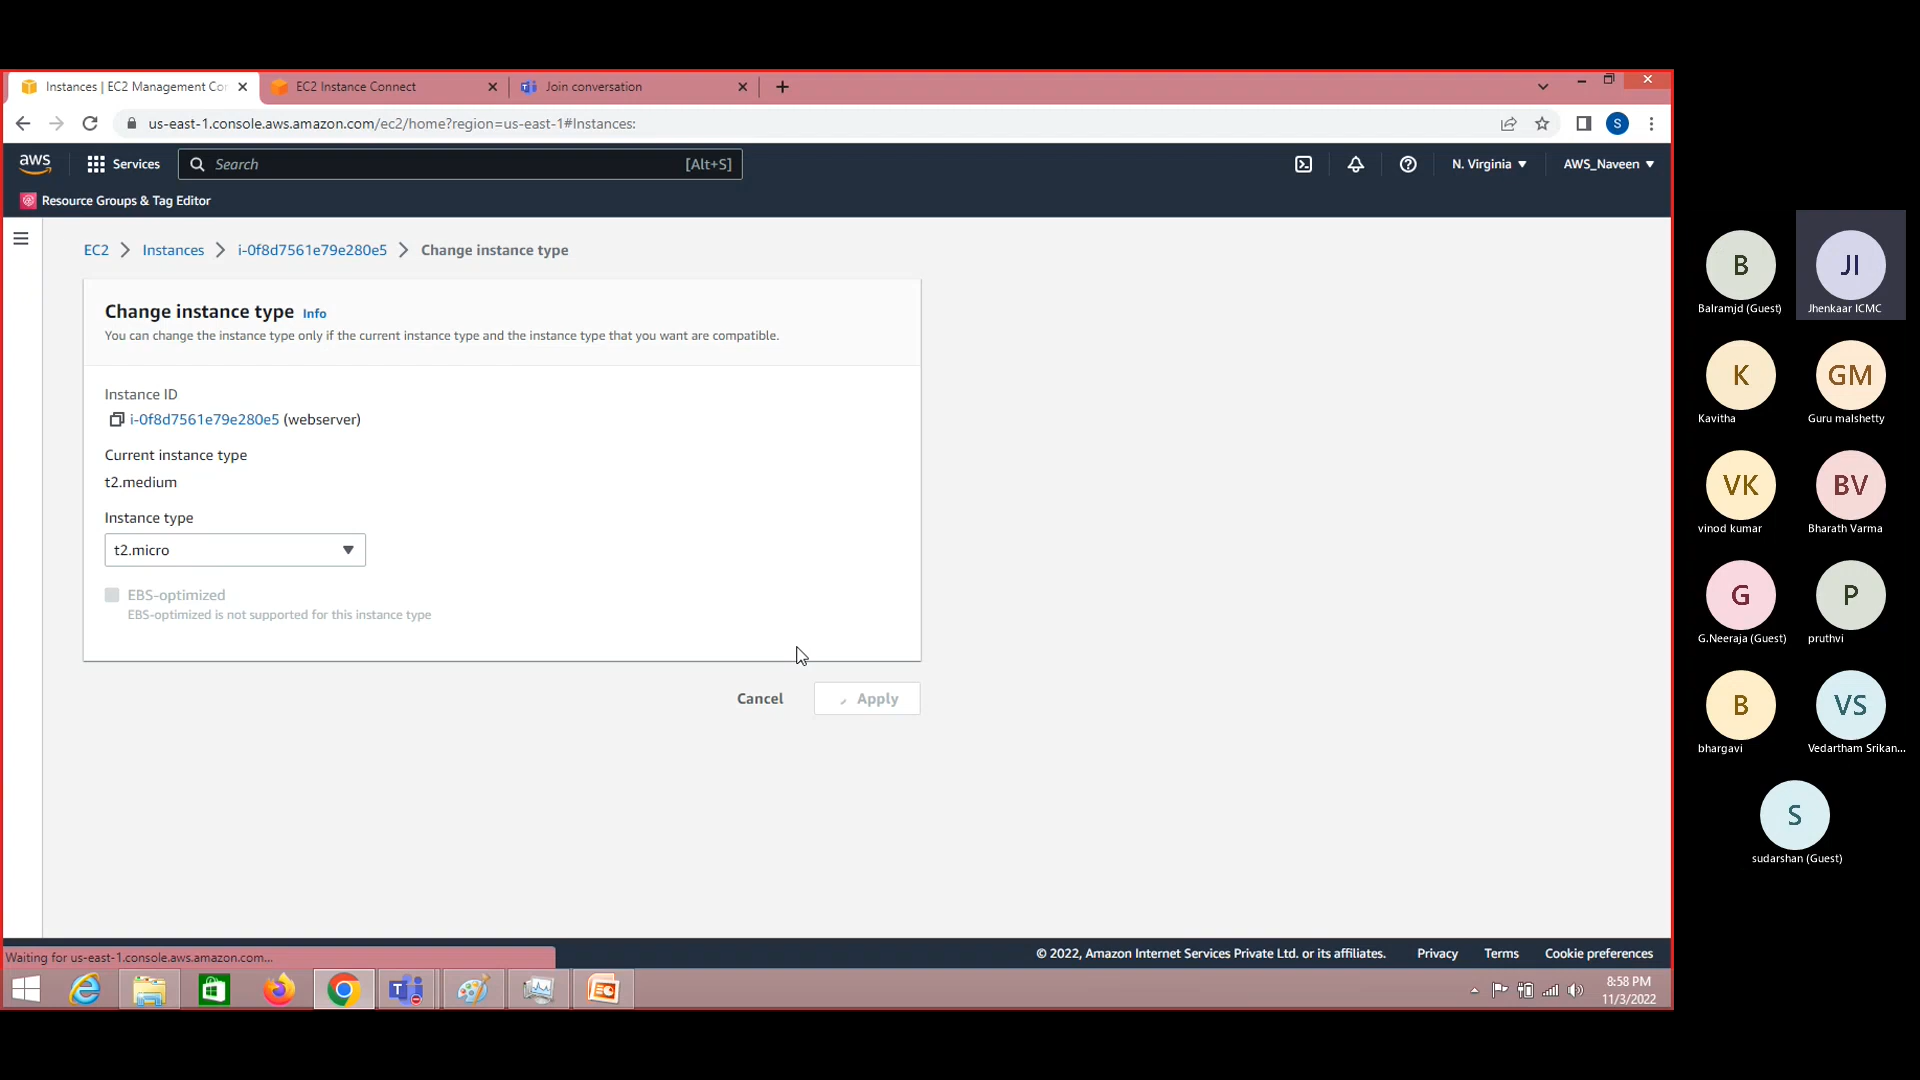 Instances | EC2 Management Co
EC2 Instance Connect
Join conversation
us-east-1.console.aws.amazon.com/ec2/home?region=us-east-1#Instances:
S
aws
Services
Search
[Alt+S]
N. Virginia
AWS_Naveen
Resource Groups & Tag Editor
EC2
Instances
i-0f8d7561e79e280e5
Change instance type
Change instance type Info
You can change the instance type only if the current instance type and the instance type that you want are compatible.
Instance ID
i-0f8d7561e79e280e5 (webserver)
Current instance type
t2.medium
Instance type
t2.micro
EBS-optimized
EBS-optimized is not supported for this instance type
Cancel
Apply
© 2022, Amazon Internet Services Private Ltd. or its affiliates.
Privacy
Terms
Cookie preferences
Waiting for us-east-1.console.aws.amazon.com...
8:58 PM
11/3/2022
B
Balramjd (Guest)
JI
Jhenkaar ICMC
K
Kavitha
GM
Guru malshetty
VK
vinod kumar
BV
Bharath Varma
G
G.Neeraja (Guest)
P
pruthvi
B
bhargavi
VS
Vedartham Srikan...
S
sudarshan (Guest)